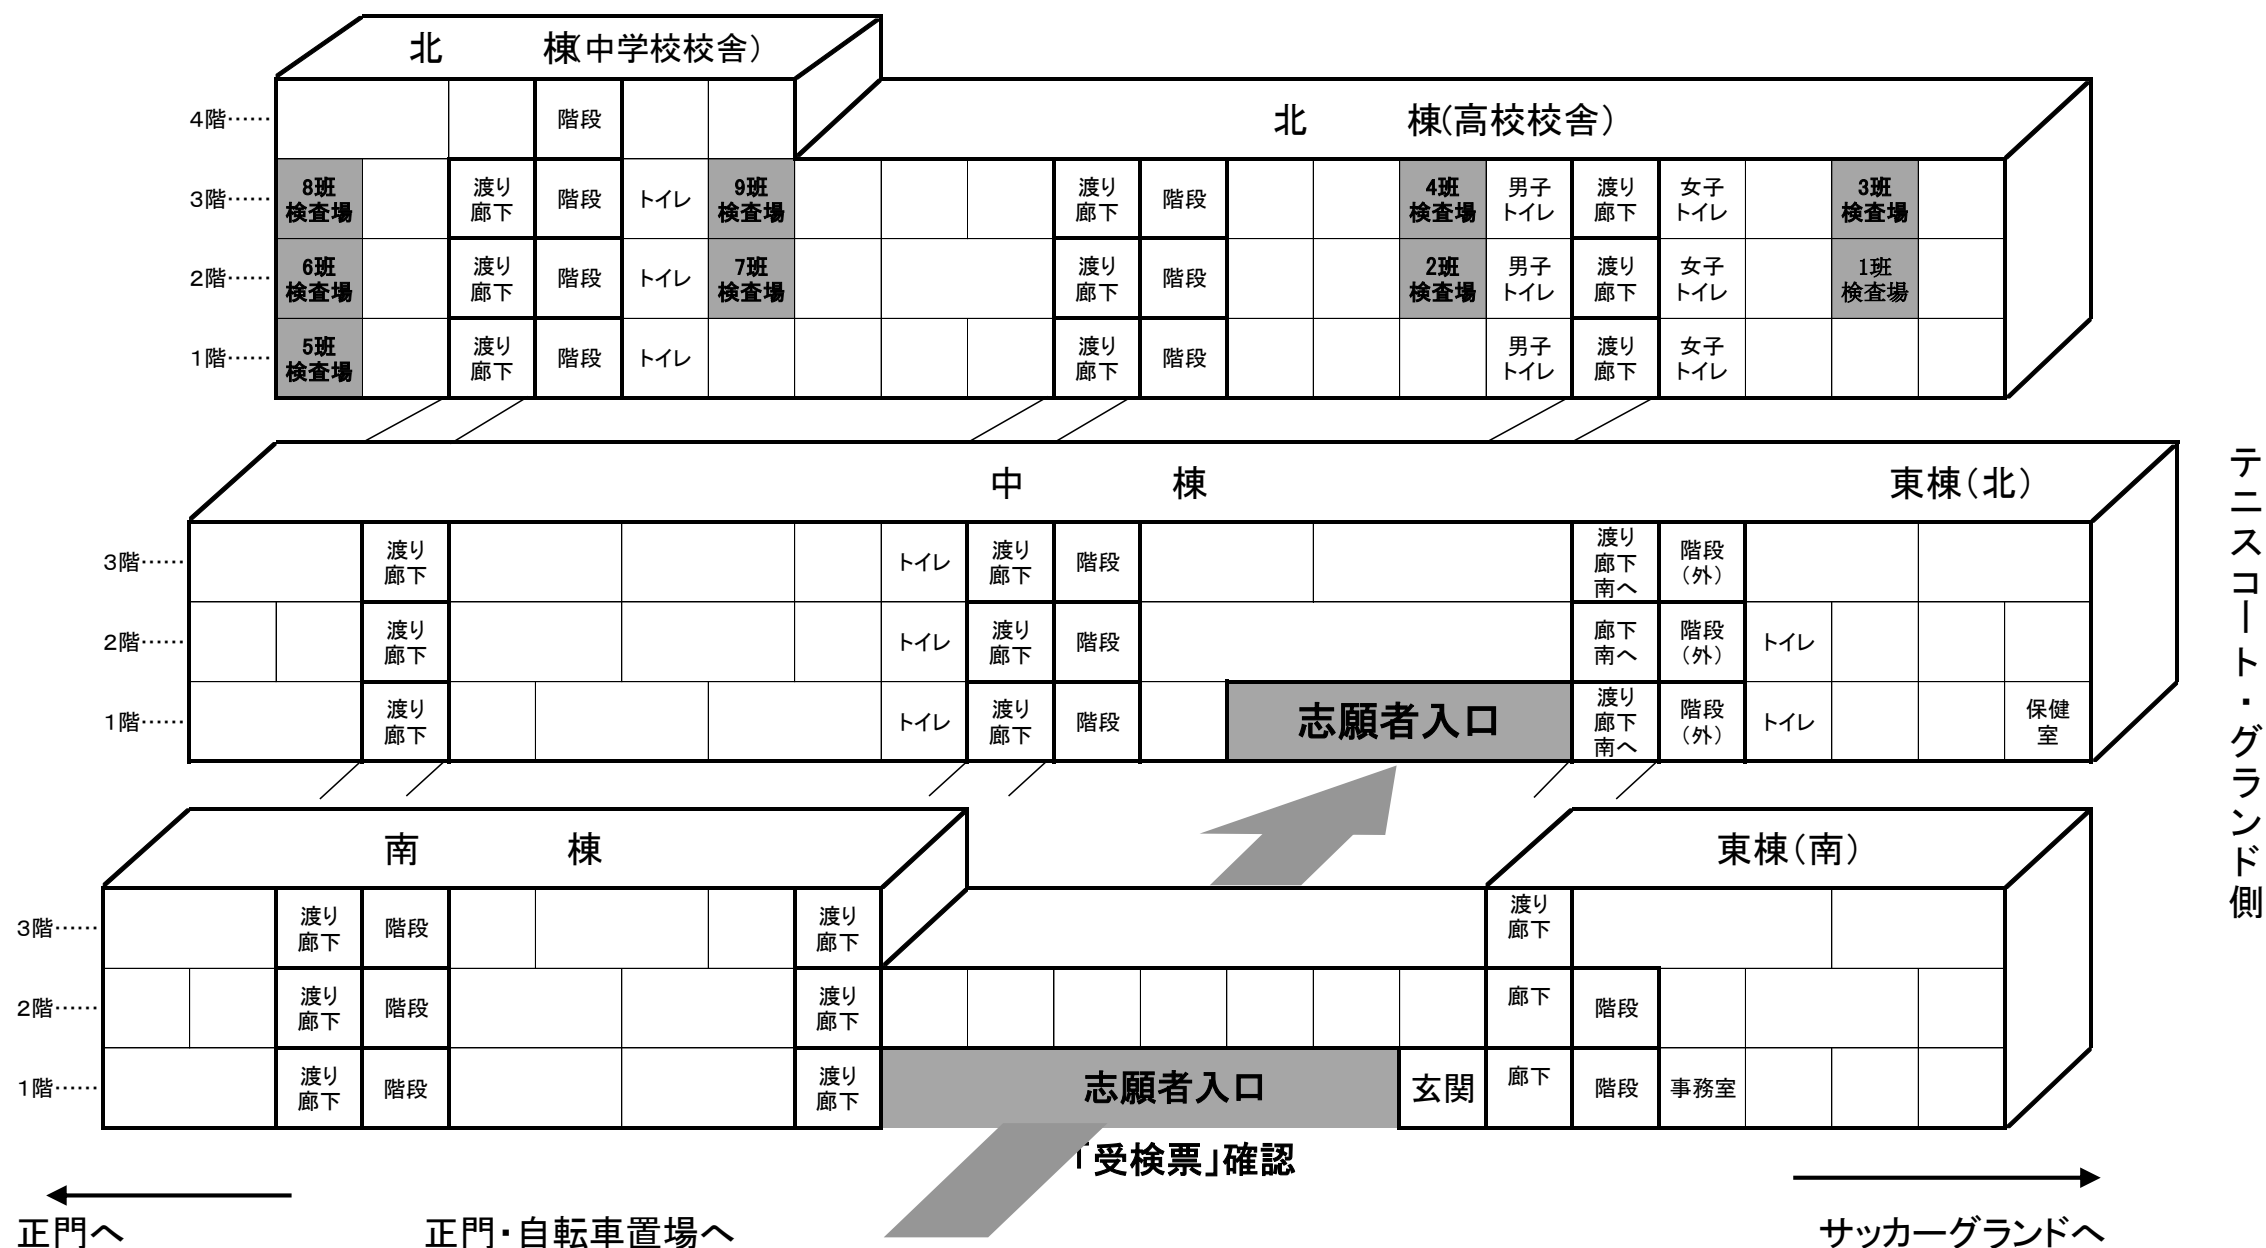 北　棟(中学校校舎)
北　棟(高校校舎)
4階…… 階段
3階…… 8班検査場 渡り廊下 階段 トイレ 9班検査場 渡り廊下 階段 4班検査場 男子トイレ 渡り廊下 女子トイレ 3班検査場
2階…… 6班検査場 渡り廊下 階段 トイレ 7班検査場 渡り廊下 階段 2班検査場 男子トイレ 渡り廊下 女子トイレ 1班検査場
1階…… 5班検査場 渡り廊下 階段 トイレ 渡り廊下 階段 男子トイレ 渡り廊下 女子トイレ
中　棟 東棟(北)
3階…… 渡り廊下 トイレ 渡り廊下 階段 渡り廊下南へ 階段(外)
2階…… 渡り廊下 トイレ 渡り廊下 階段 廊下南へ 階段(外) トイレ
1階…… 渡り廊下 トイレ 渡り廊下 階段 志願者入口 渡り廊下南へ 階段(外) トイレ 保健室
テニスコート・グランド側
南　棟 東棟(南)
3階…… 渡り廊下 階段 渡り廊下 渡り廊下
2階…… 渡り廊下 階段 渡り廊下 廊下 階段
1階…… 渡り廊下 階段 渡り廊下 志願者入口 玄関 廊下 階段 事務室
「受検票」確認
正門へ 正門・自転車置場へ サッカーグランドへ